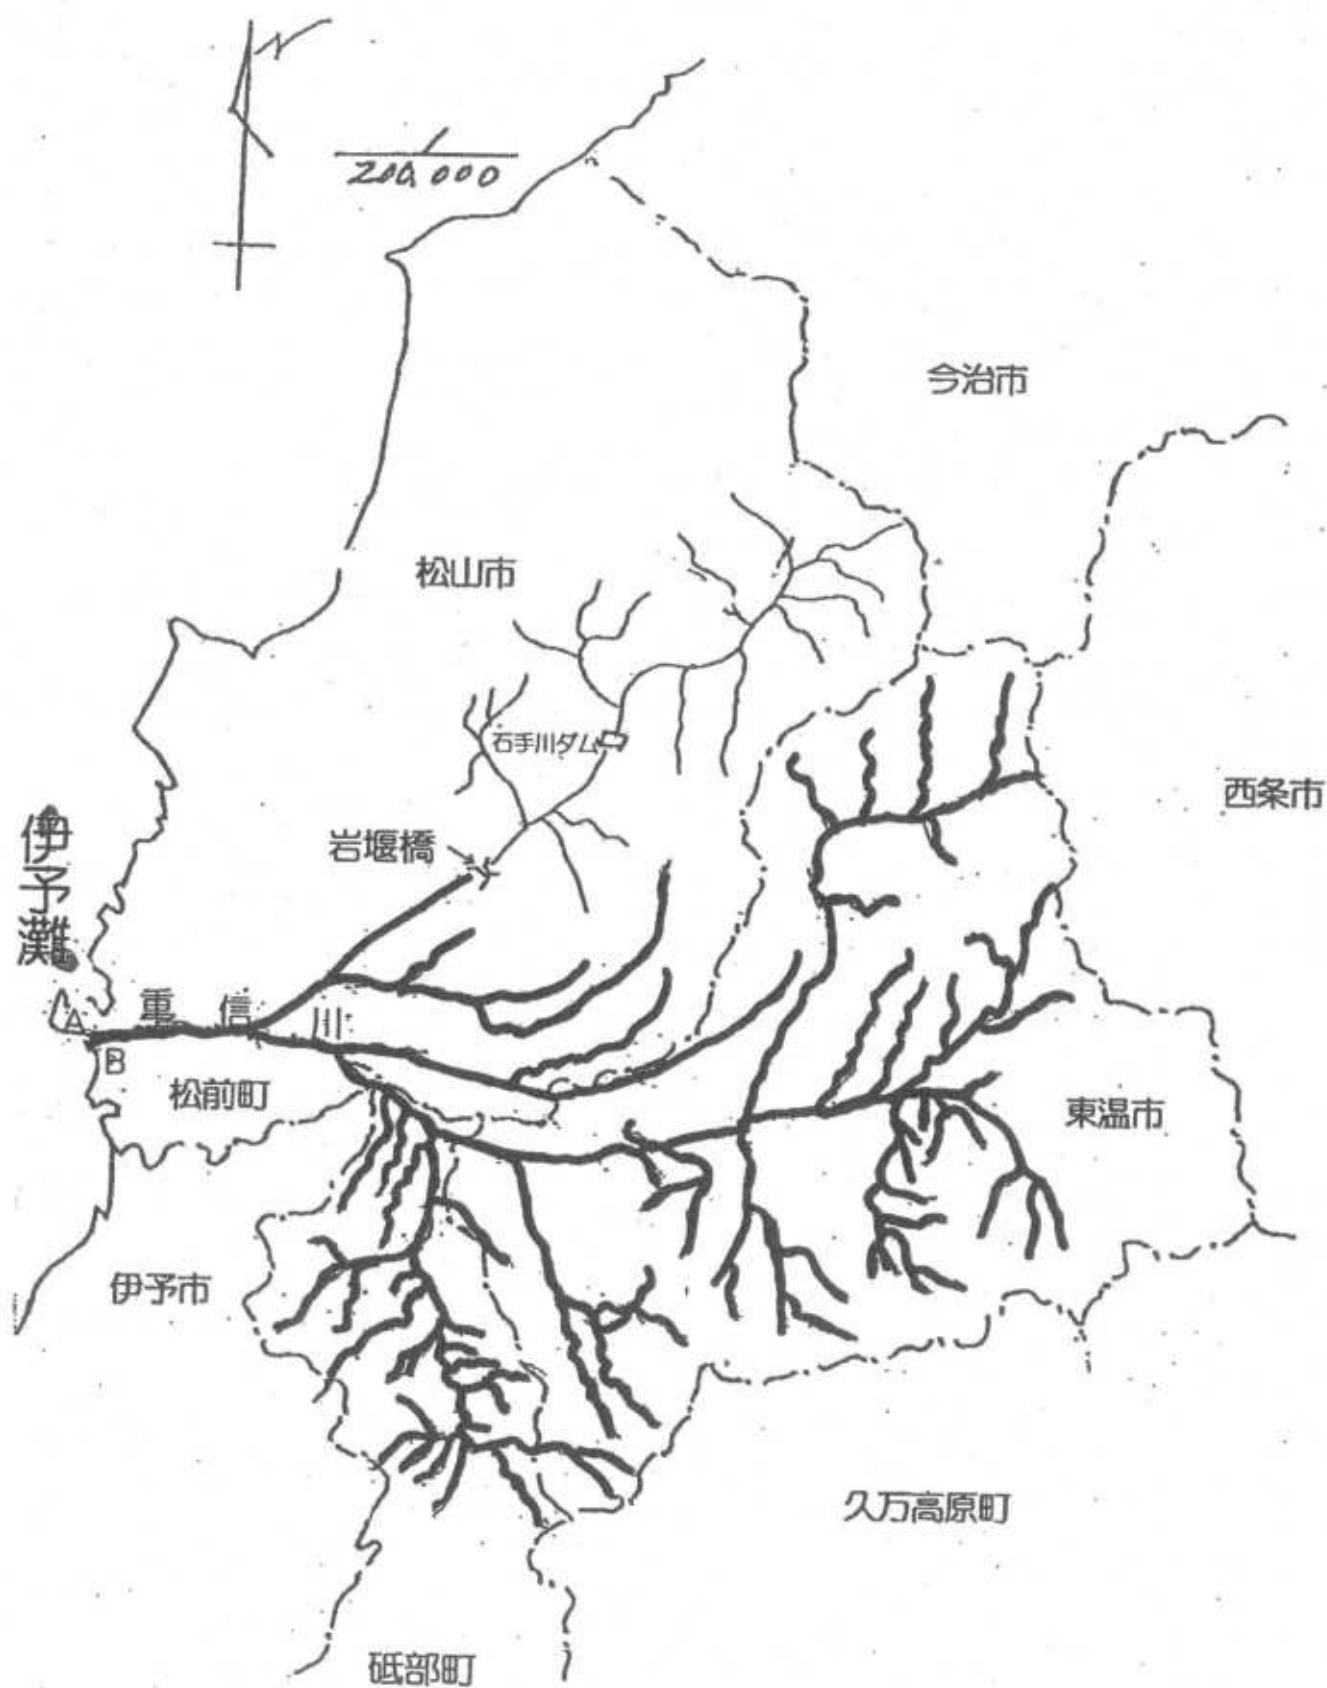 N
1
200,000
今治市
松山市
石手川ダム
西条市
岩堰橋
伊予灘
重信川
A
B
松前町
東温市
伊予市
久万高原町
砥部町